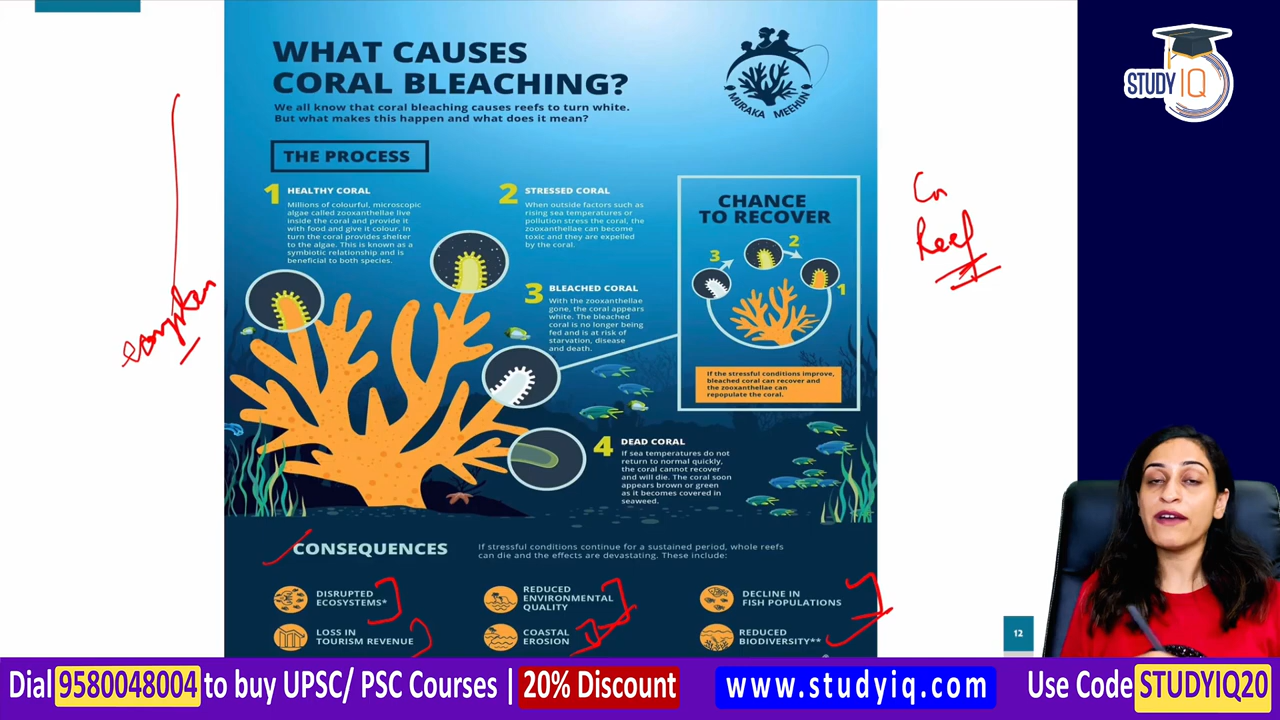 WHAT CAUSES
CORAL BLEACHING?
We all know that coral bleaching causes reefs to turn white.
But what makes this happen and what does it mean?
MURAKA MEEHUN
STUDY IQ
THE PROCESS
1 HEALTHY CORAL
Millions of colourful, microscopic
algae called zooxanthellae live
inside the coral and provide it
with food and give it colour. In
turn the coral provides shelter
to the algae. This is known as a
symbiotic relationship and is
beneficial to both species.
2 STRESSED CORAL
When outside factors such as
rising sea temperatures or
pollution stress the coral, the
zooxanthellae can become
toxic and they are expelled
by the coral.
3 BLEACHED CORAL
With the zooxanthellae
gone, the coral appears
white. The bleached
coral is no longer being
fed and is at risk of
starvation, disease
and death.
CHANCE
TO RECOVER
3
2
1
If the stressful conditions improve,
bleached coral can recover and
the zooxanthellae can
repopulate the coral.
Reef
4 DEAD CORAL
If sea temperatures do not
return to normal quickly,
the coral cannot recover
and will die. The coral soon
appears brown or green
as it becomes covered in
seaweed.
CONSEQUENCES
If stressful conditions continue for a sustained period, whole reefs
can die and the effects are devastating. These include:
DISRUPTED
ECOSYSTEMS*
REDUCED
ENVIRONMENTAL
QUALITY
DECLINE IN
FISH POPULATIONS
LOSS IN
TOURISM REVENUE
COASTAL
EROSION
REDUCED
BIODIVERSITY**
12
Dial 9580048004 to buy UPSC/ PSC Courses | 20% Discount
www.studyiq.com
Use Code STUDYIQ20